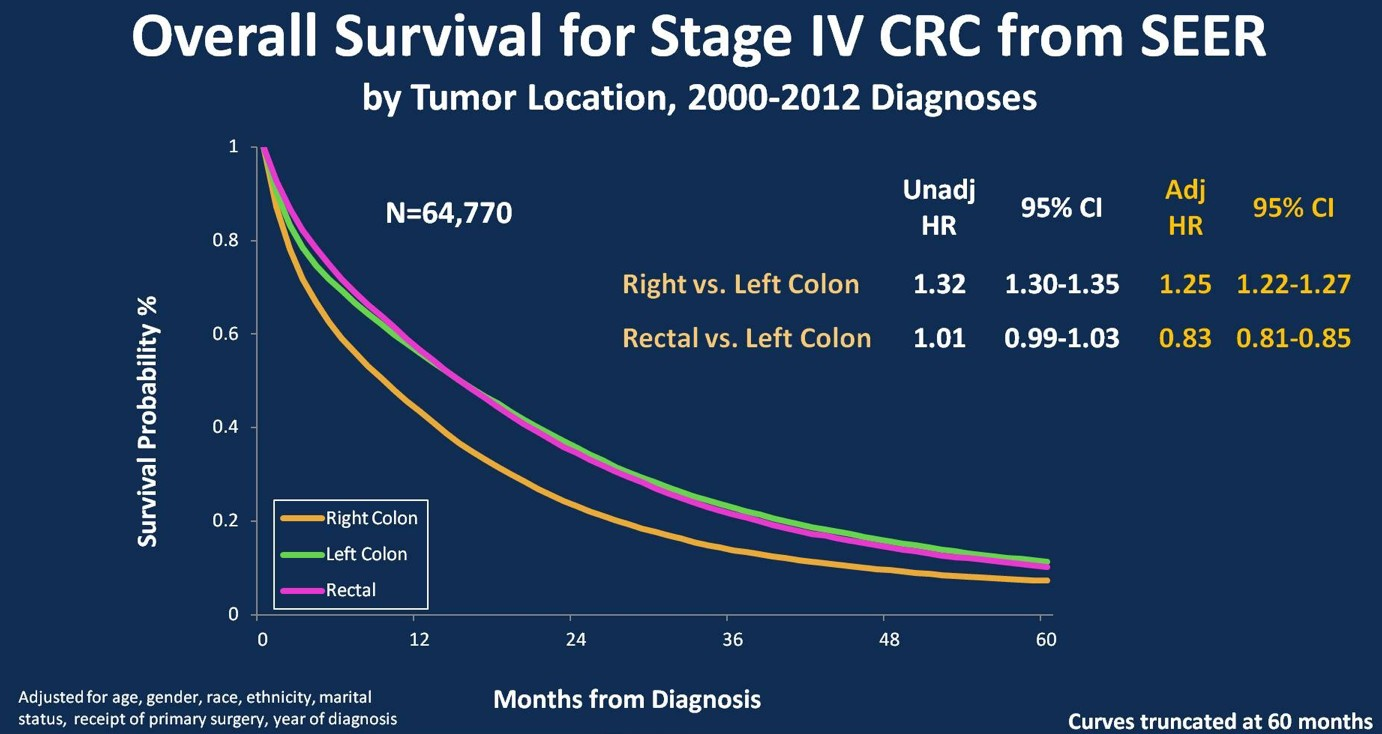 Overall Survival for Stage IV CRC from SEER
by Tumor Location, 2000-2012 Diagnoses
1
0.8
0.6
0.4
0.2
0
Survival Probability %
N=64,770
Unadj HR 95% CI Adj HR 95% CI
Right vs. Left Colon 1.32 1.30-1.35 1.25 1.22-1.27
Rectal vs. Left Colon 1.01 0.99-1.03 0.83 0.81-0.85
Right Colon
Left Colon
Rectal
0 12 24 36 48 60
Months from Diagnosis
Adjusted for age, gender, race, ethnicity, marital
status, receipt of primary surgery, year of diagnosis
Curves truncated at 60 months